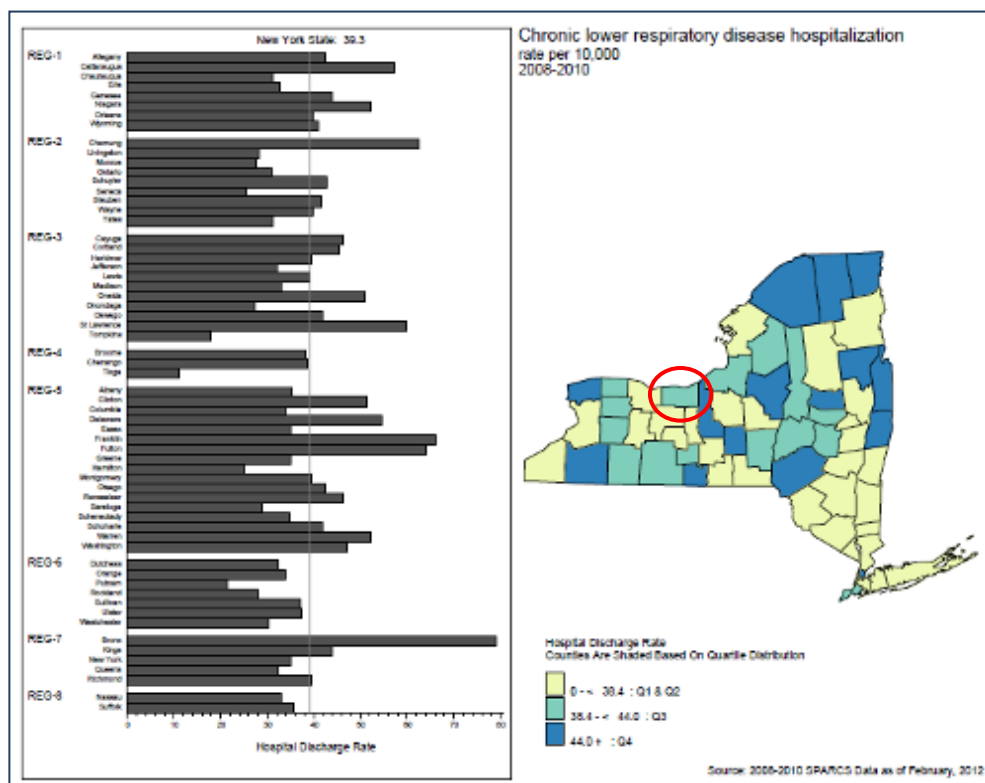 New York State: 39.3
Chronic lower respiratory disease hospitalization
rate per 10,000
2008-2010
REG-1
Allegany
Cattaraugus
Chautauqua
Erie
Genesee
Niagara
Orleans
Wyoming
REG-2
Chemung
Livingston
Monroe
Ontario
Schuyler
Seneca
Steuben
Wayne
Yates
REG-3
Cayuga
Cortland
Herkimer
Jefferson
Lewis
Madison
Oneida
Onondaga
Oswego
St Lawrence
Tompkins
REG-4
Broome
Chenango
Tioga
REG-5
Albany
Clinton
Columbia
Delaware
Essex
Franklin
Fulton
Greene
Hamilton
Montgomery
Otsego
Rensselaer
Saratoga
Schenectady
Schoharie
Warren
Washington
REG-6
Dutchess
Orange
Putnam
Rockland
Sullivan
Ulster
Westchester
REG-7
Bronx
Kings
New York
Queens
Richmond
REG-8
Nassau
Suffolk
0 10 20 30 40 50 60 70 80
Hospital Discharge Rate
Hospital Discharge Rate
Counties Are Shaded Based On Quartile Distribution
0 - < 38.4 : Q1 & Q2
38.4 - < 44.0 : Q3
44.0 + : Q4
Source: 2008-2010 SPARCS Data as of February, 2012